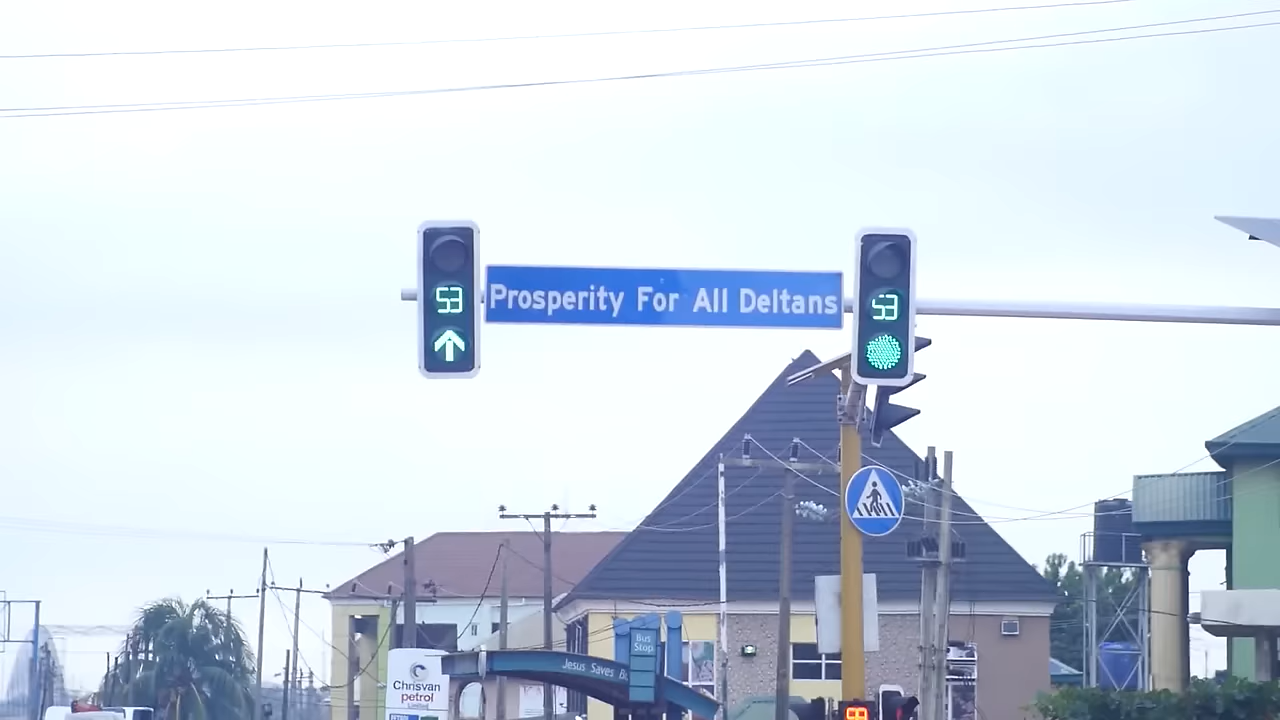 53
Prosperity For All Deltans
53
Bus
Stop
Jesus Saves
Chrisvan
petrol
Limited